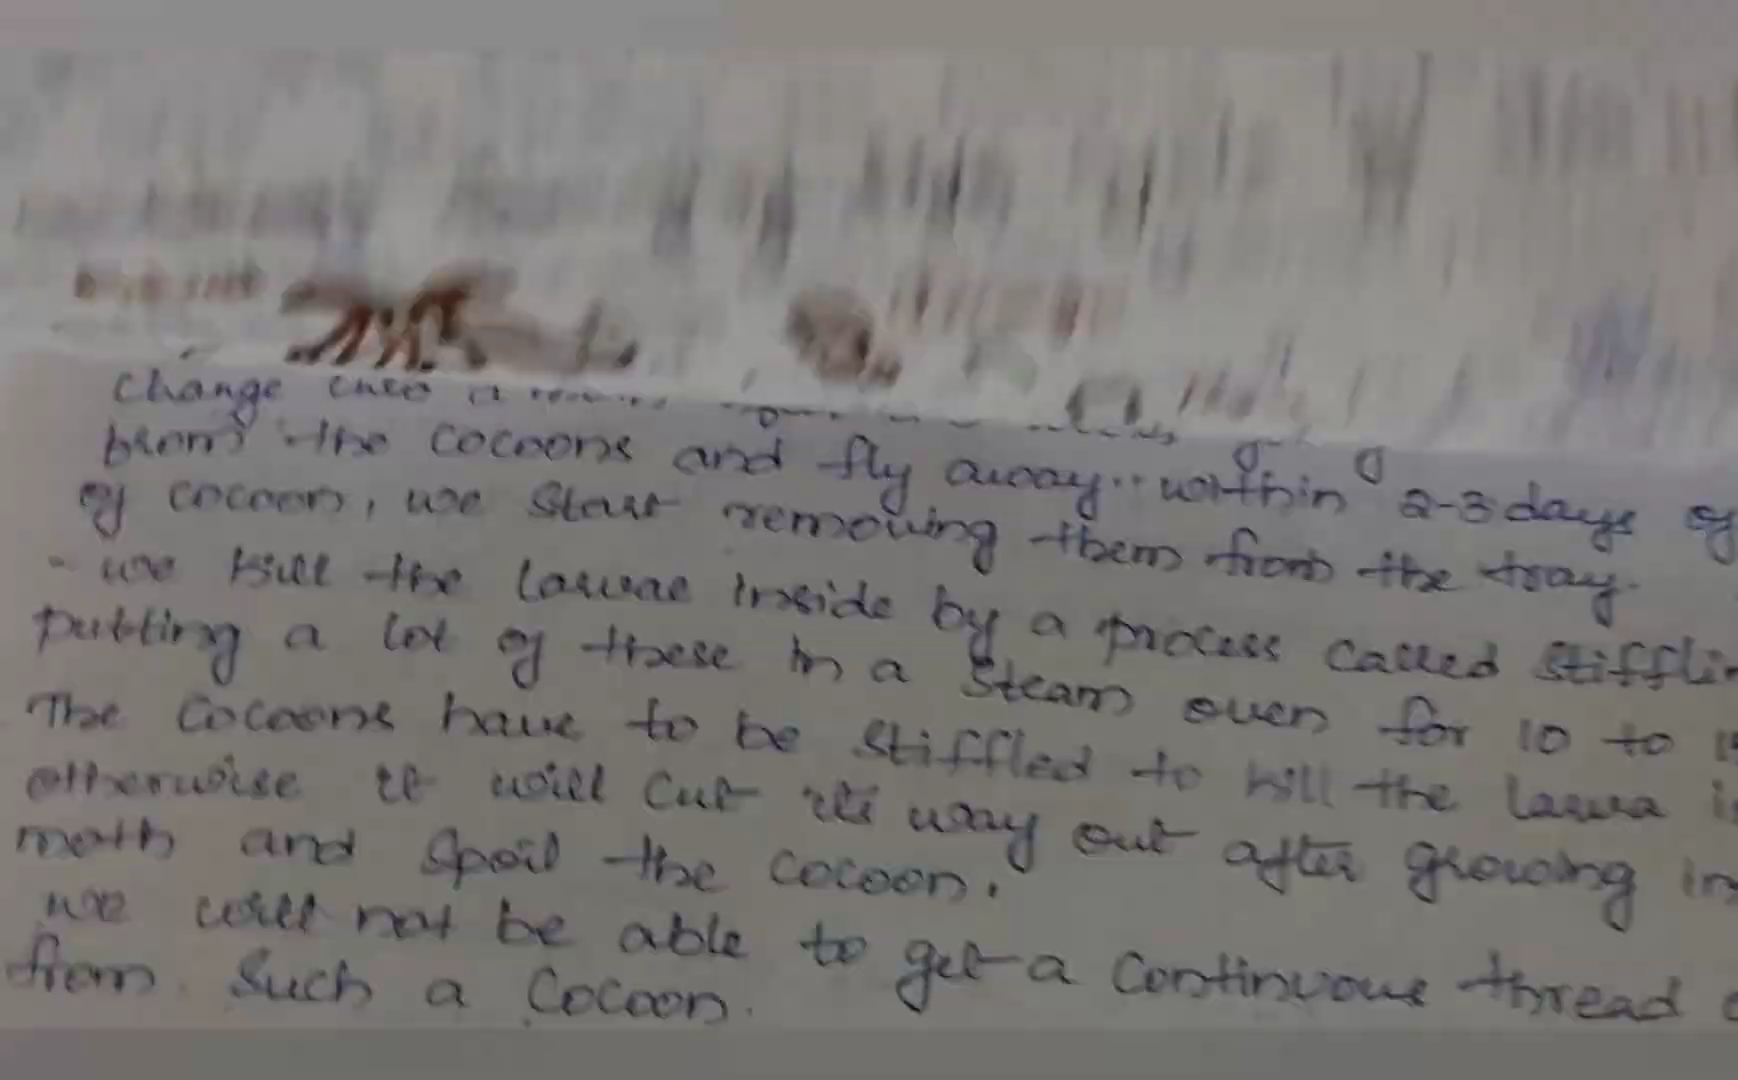 change into a
from the cocoons and fly away.. within 2-3 days of
of cocoon, we start removing them from the tray.
- we kill the larvae inside by a process called stifflin
putting a lot of these in a steam oven for 10 to
The cocoons have to be stiffled to kill the larva
otherwise it will cut its way out after growing in
moth and spoil the cocoon.
we will not be able to get a continuous thread
from such a cocoon.